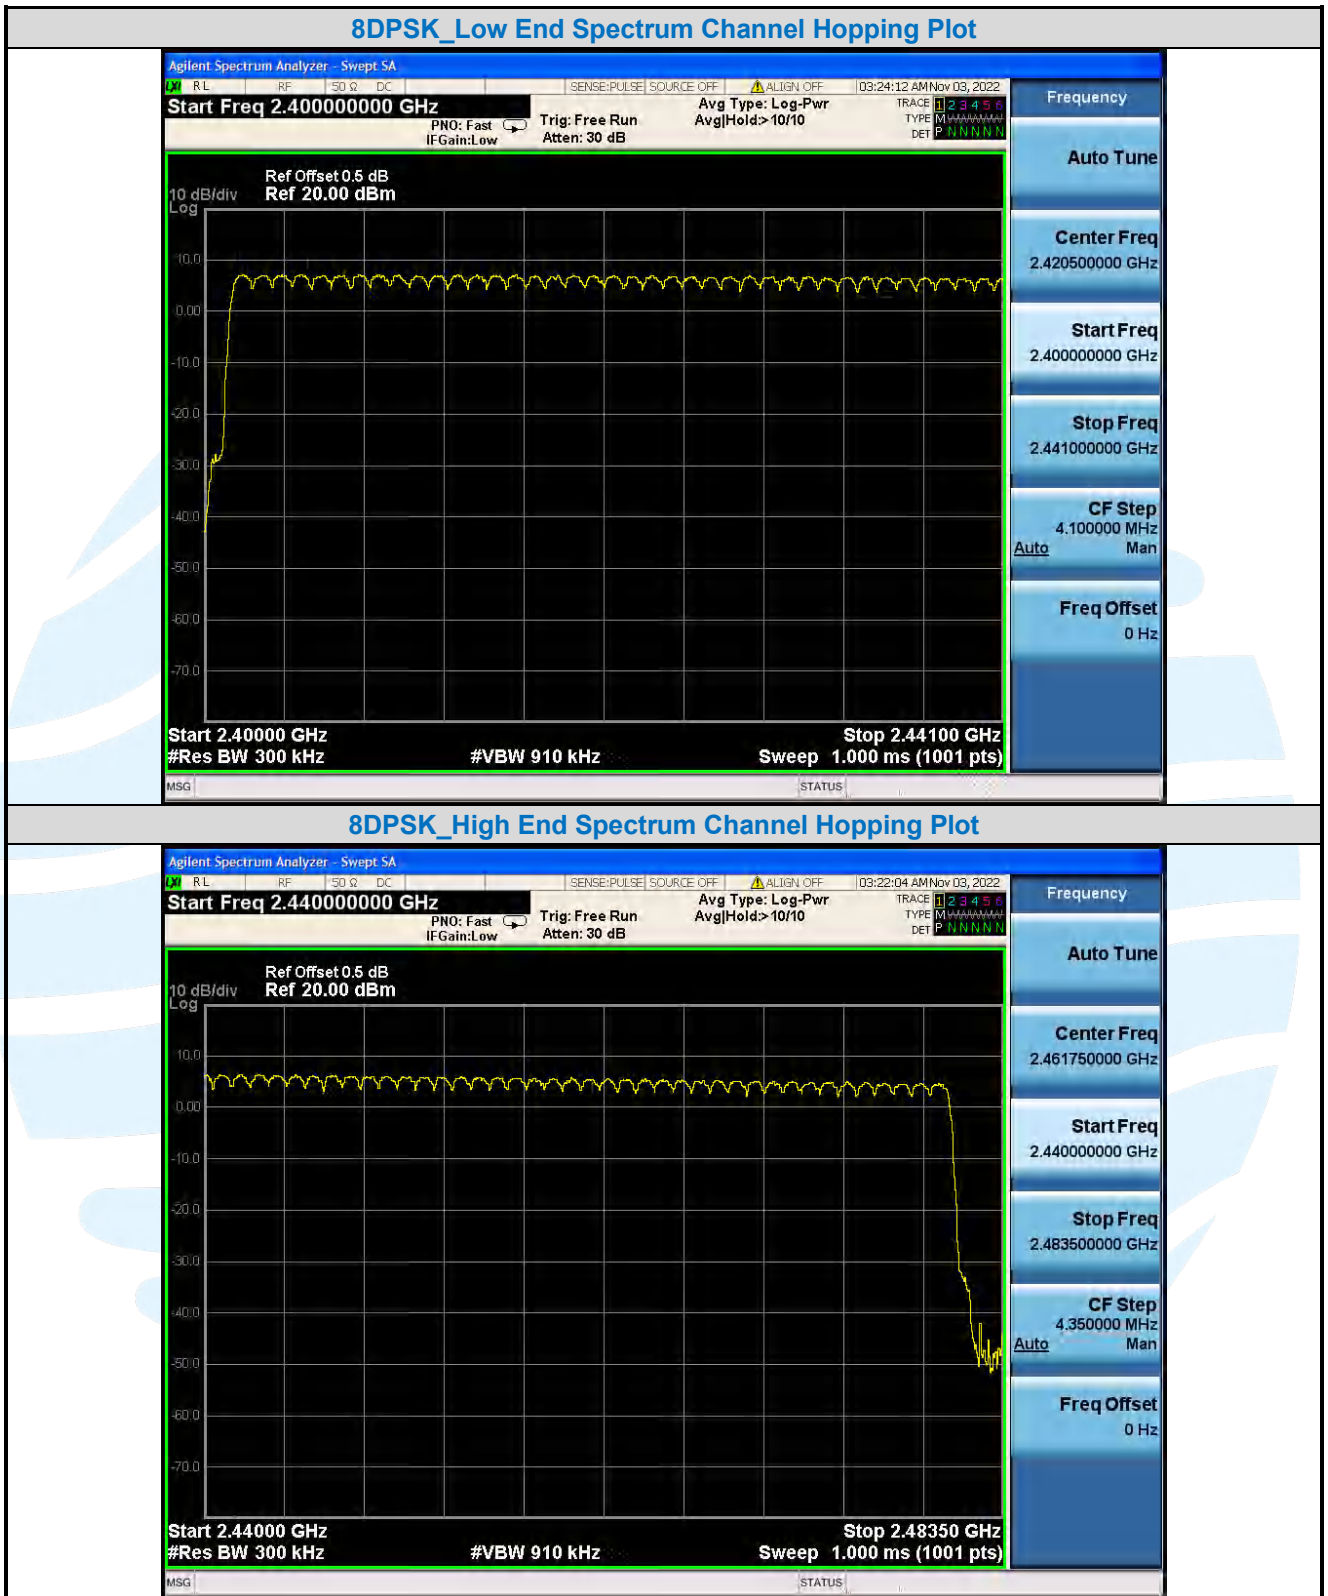 8DPSK_Low End Spectrum Channel Hopping Plot
Agilent Spectrum Analyzer - Swept SA
LXI RL RF 50 Ω DC SENSE:PULSE SOURCE OFF ALIGN OFF 03:24:12 AM Nov 03, 2022
Start Freq 2.400000000 GHz
PNO: Fast
IFGain:Low
Trig: Free Run
Atten: 30 dB
Avg Type: Log-Pwr
Avg|Hold:>10/10
TRACE 1 2 3 4 5 6
TYPE M
DET P N N N N N
Frequency
Ref Offset 0.5 dB
10 dB/div Ref 20.00 dBm
Log
10.0
0.00
-10.0
-20.0
-30.0
-40.0
-50.0
-60.0
-70.0
Start 2.40000 GHz Stop 2.44100 GHz
#Res BW 300 kHz #VBW 910 kHz Sweep 1.000 ms (1001 pts)
MSG STATUS
Auto Tune
Center Freq
2.420500000 GHz
Start Freq
2.400000000 GHz
Stop Freq
2.441000000 GHz
CF Step
4.100000 MHz
Auto Man
Freq Offset
0 Hz
8DPSK_High End Spectrum Channel Hopping Plot
Agilent Spectrum Analyzer - Swept SA
LXI RL RF 50 Ω DC SENSE:PULSE SOURCE OFF ALIGN OFF 03:22:04 AM Nov 03, 2022
Start Freq 2.440000000 GHz
PNO: Fast
IFGain:Low
Trig: Free Run
Atten: 30 dB
Avg Type: Log-Pwr
Avg|Hold:>10/10
TRACE 1 2 3 4 5 6
TYPE M
DET P N N N N N
Frequency
Ref Offset 0.5 dB
10 dB/div Ref 20.00 dBm
Log
10.0
0.00
-10.0
-20.0
-30.0
-40.0
-50.0
-60.0
-70.0
Start 2.44000 GHz Stop 2.48350 GHz
#Res BW 300 kHz #VBW 910 kHz Sweep 1.000 ms (1001 pts)
MSG STATUS
Auto Tune
Center Freq
2.461750000 GHz
Start Freq
2.440000000 GHz
Stop Freq
2.483500000 GHz
CF Step
4.350000 MHz
Auto Man
Freq Offset
0 Hz